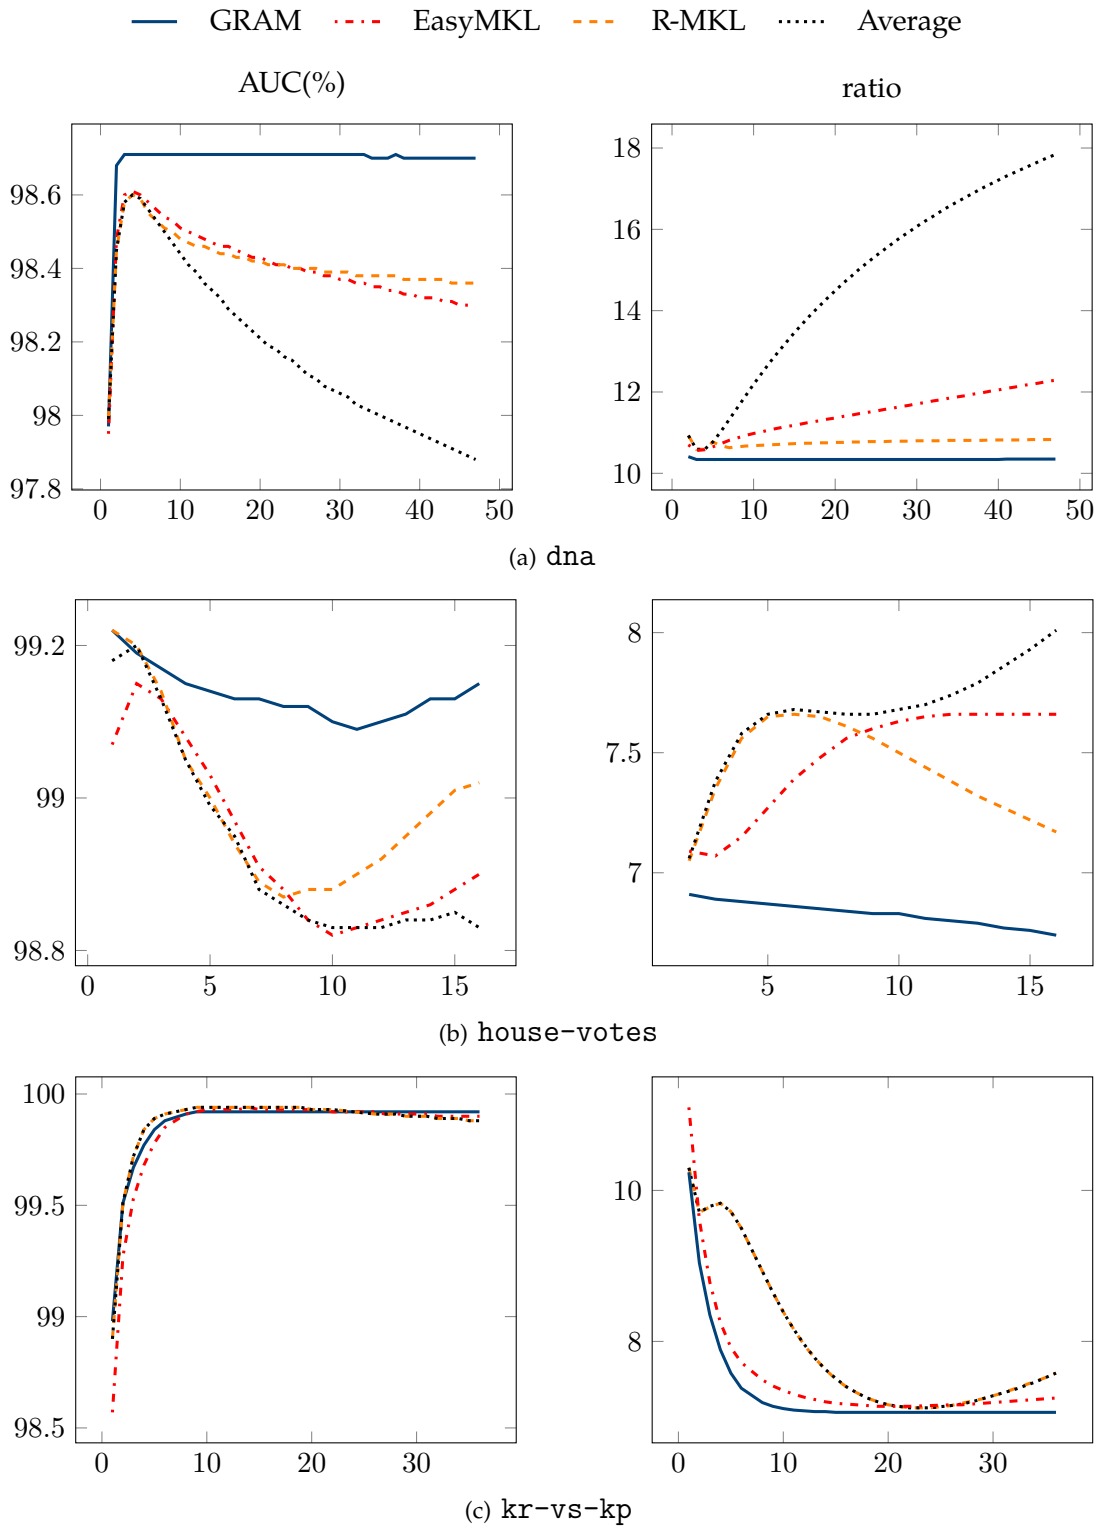 GRAM EasyMKL R-MKL Average
AUC(%) ratio
98.6
98.4
98.2
98
97.8
0 10 20 30 40 50
18
16
14
12
10
0 10 20 30 40 50
(a) dna
99.2
99
98.8
0 5 10 15
8
7.5
7
5 10 15
(b) house-votes
100
99.5
99
98.5
0 10 20 30
10
8
0 10 20 30
(c) kr-vs-kp